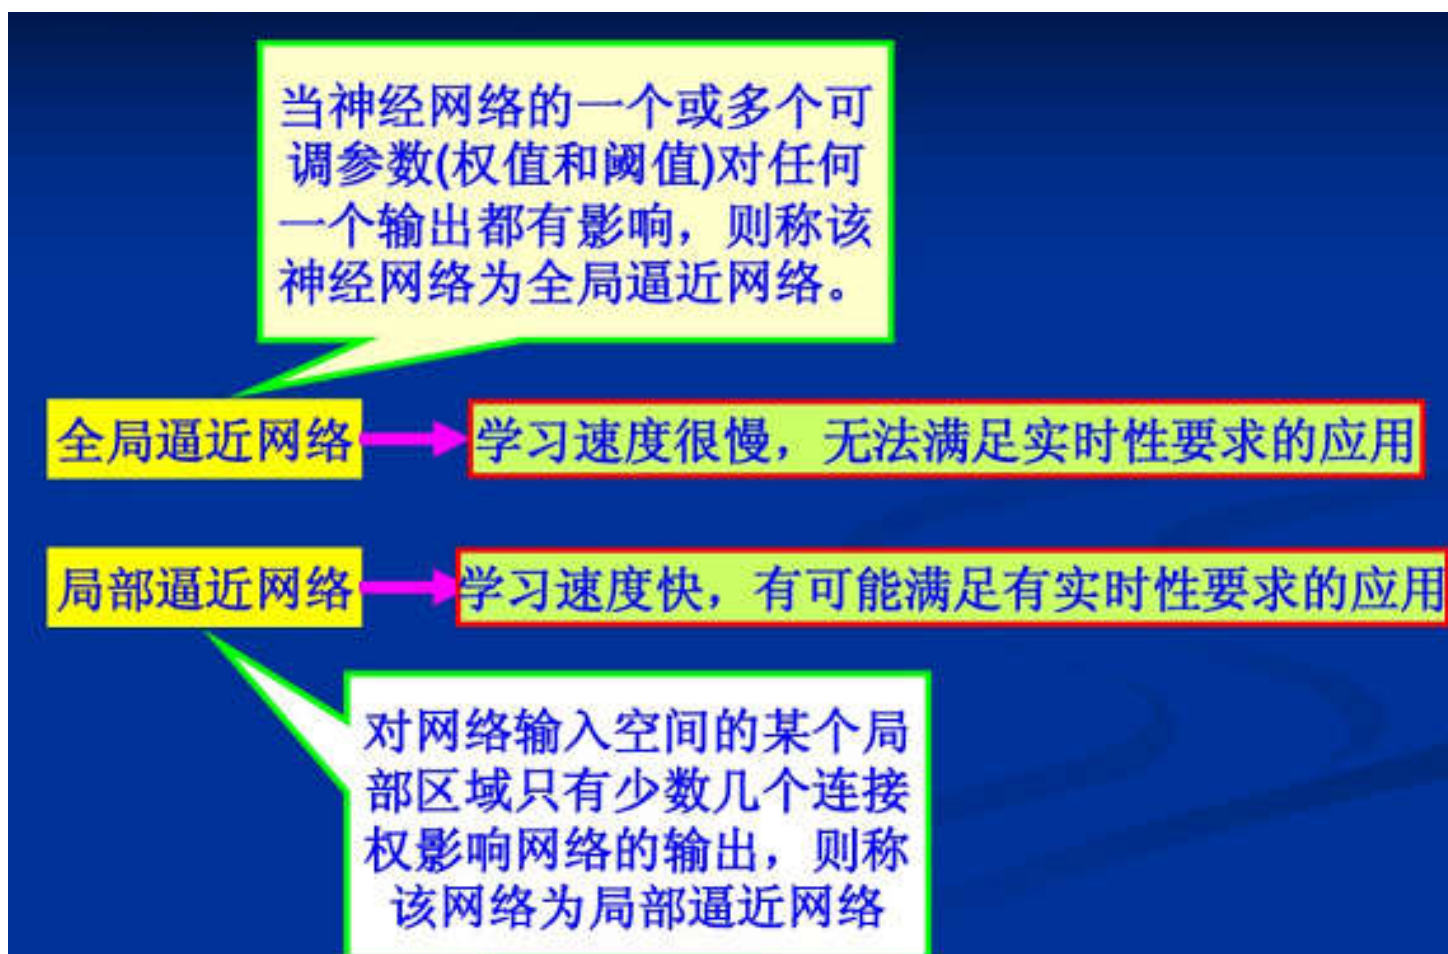 当神经网络的一个或多个可
调参数(权值和阈值)对任何
一个输出都有影响，则称该
神经网络为全局逼近网络。
全局逼近网络
学习速度很慢，无法满足实时性要求的应用
局部逼近网络
学习速度快，有可能满足有实时性要求的应用
对网络输入空间的某个局
部区域只有少数几个连接
权影响网络的输出，则称
该网络为局部逼近网络